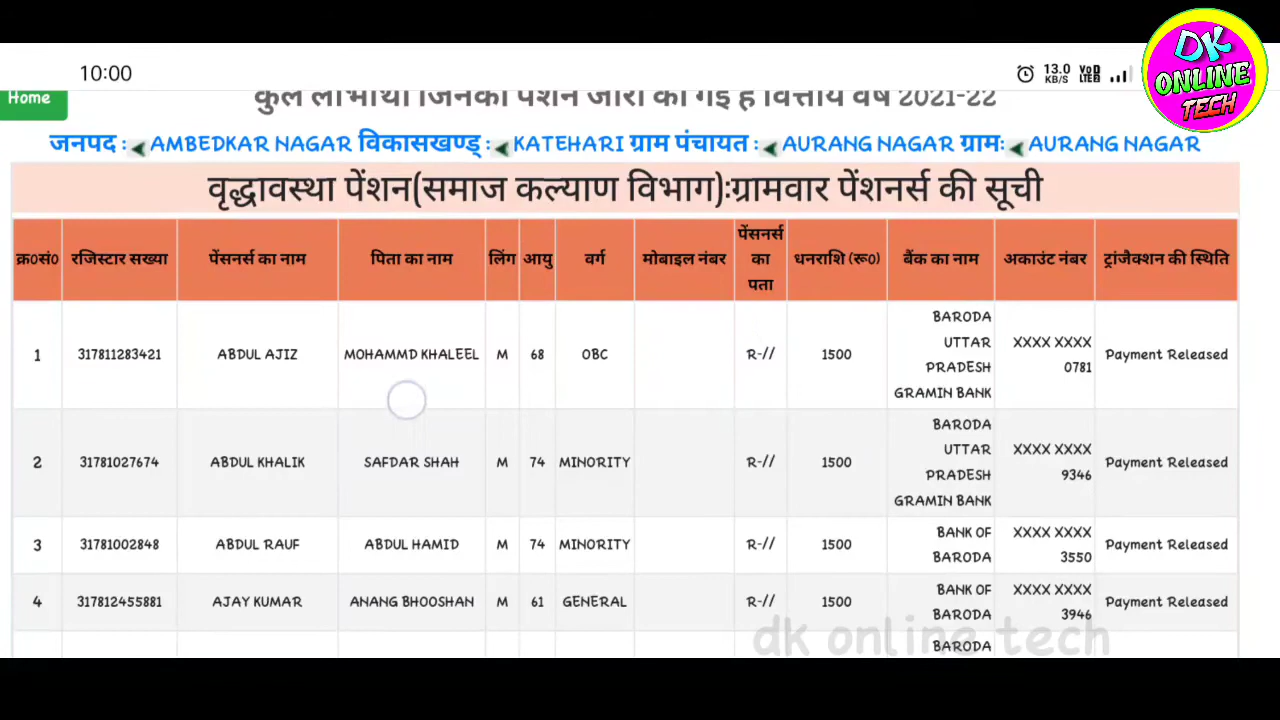 DK
ONLINE
TECH
10:00
13.0
KB/S
VoD
LTE2
Home
कुल लाभार्थी जिनको पेंशन जारी की गई है वित्तीय वर्ष 2021-22
जनपद : AMBEDKAR NAGAR विकासखण्ड : KATEHARI ग्राम पंचायत : AURANG NAGAR ग्रामः AURANG NAGAR
वृद्धावस्था पेंशन(समाज कल्याण विभाग):ग्रामवार पेंशनर्स की सूची
क्र0सं0 रजिस्टार सख्या पेंसनर्स का नाम पिता का नाम लिंग आयु वर्ग मोबाइल नंबर पेंसनर्स का पता धनराशि (रू0) बैंक का नाम अकाउंट नंबर ट्रांजैक्शन की स्थिति
1 317811283421 ABDUL AJIZ MOHAMMD KHALEEL M 68 OBC R-// 1500 BARODA UTTAR PRADESH GRAMIN BANK XXXX XXXX 0781 Payment Released
2 31781027674 ABDUL KHALIK SAFDAR SHAH M 74 MINORITY R-// 1500 BARODA UTTAR PRADESH GRAMIN BANK XXXX XXXX 9346 Payment Released
3 31781002848 ABDUL RAUF ABDUL HAMID M 74 MINORITY R-// 1500 BANK OF BARODA XXXX XXXX 3550 Payment Released
4 317812455881 AJAY KUMAR ANANG BHOOSHAN M 61 GENERAL R-// 1500 BANK OF BARODA XXXX XXXX 3946 Payment Released
BARODA
dk online tech